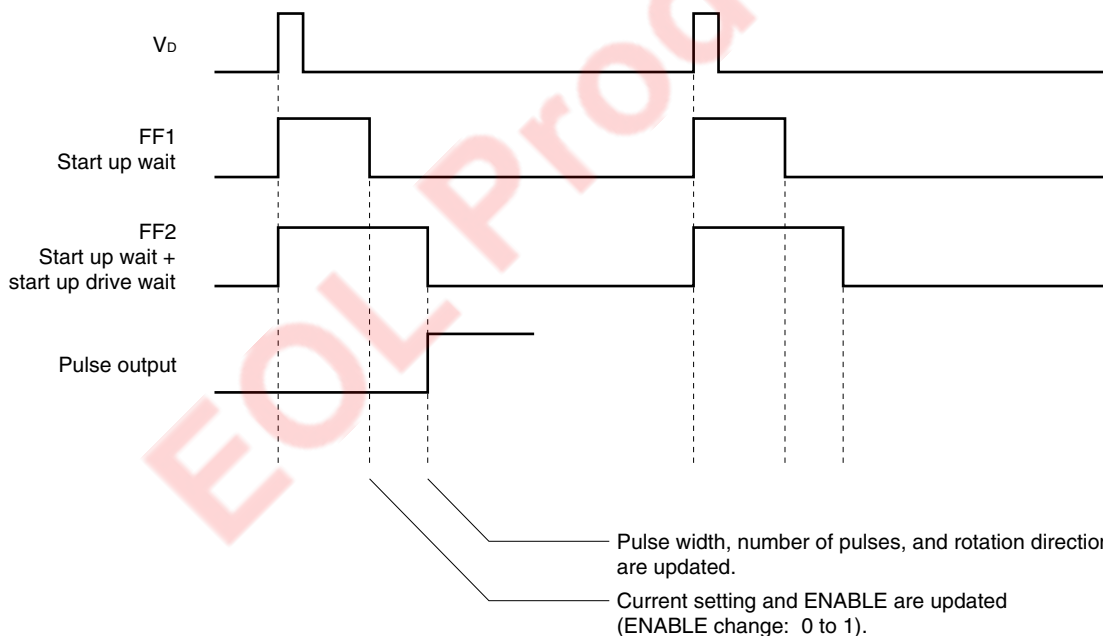 VD
FF1
Start up wait
FF2
Start up wait +
start up drive wait
Pulse output
Pulse width, number of pulses, and rotation direction
are updated.
Current setting and ENABLE are updated
(ENABLE change: 0 to 1).
EOL Prod